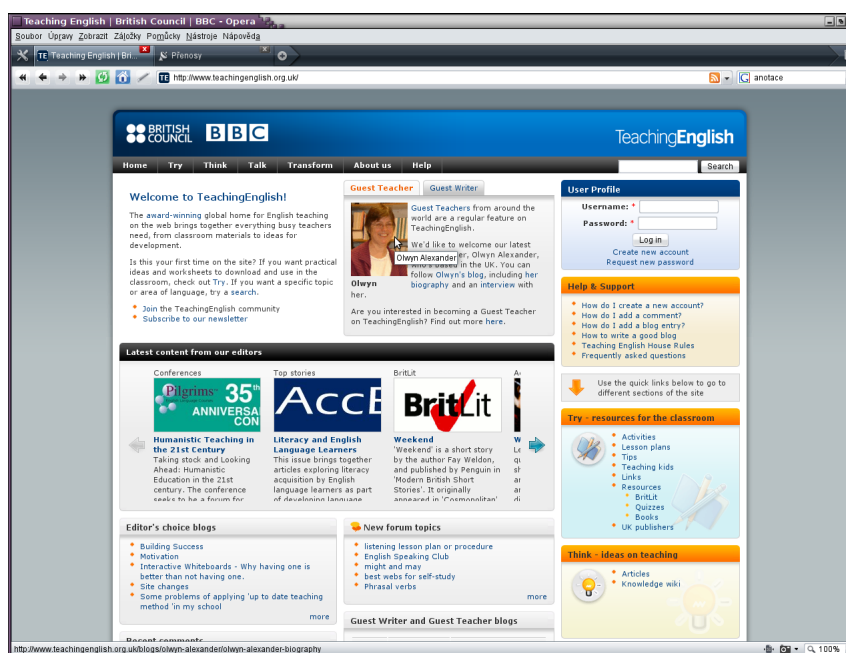 Teaching English | British Council | BBC - Opera
Soubor Úpravy Zobrazit Záložky Pomůcky Nástroje Nápověda
TE Teaching English | Bri...
Přenosy
TE http://www.teachingenglish.org.uk/
anotace
BRITISH COUNCIL BBC
TeachingEnglish
Home Try Think Talk Transform About us Help
Search
Welcome to TeachingEnglish!
The award-winning global home for English teaching
on the web brings together everything busy teachers
need, from classroom materials to ideas for
development.
Is this your first time on the site? If you want practical
ideas and worksheets to download and use in the
classroom, check out Try. If you want a specific topic
or area of language, try a search.
Join the TeachingEnglish community
Subscribe to our newsletter
Guest Teacher Guest Writer
Guest Teachers from around the
world are a regular feature on
TeachingEnglish.
We'd like to welcome our latest
er, Olwyn Alexander,
who's based in the UK. You can
follow Olwyn's blog, including her
biography and an interview with
her.
Olwyn Alexander
Olwyn
Are you interested in becoming a Guest Teacher
on TeachingEnglish? Find out more here.
User Profile
Username: *
Password: *
Log in
Create new account
Request new password
Help & Support
How do I create a new account?
How do I add a comment?
How do I add a blog entry?
How to write a good blog
Teaching English House Rules
Frequently asked questions
Use the quick links below to go to
different sections of the site
Latest content from our editors
Conferences
Pilgrims 35th
ANNIVERSA
CON
Humanistic Teaching in
the 21st Century
Taking stock and Looking
Ahead: Humanistic
Education in the 21st
century. The conference
seeks to be a forum for
Top stories
ACCE
Literacy and English
Language Learners
This issue brings together
articles exploring literacy
acquisition by English
language learners as part
of developing language
BritLit
BritLit
Weekend
'Weekend' is a short story
by the author Fay Weldon,
and published by Penguin in
'Modern British Short
Stories'. It originally
appeared in 'Cosmopolitan'
Try - resources for the classroom
Activities
Lesson plans
Tips
Teaching kids
Links
Resources
BritLit
Quizzes
Books
UK publishers
Editor's choice blogs
Building Success
Motivation
Interactive Whiteboards - Why having one is
better than not having one.
Site changes
Some problems of applying 'up to date teaching
method 'in my school
more
New forum topics
listening lesson plan or procedure
English Speaking Club
might and may
best webs for self-study
Phrasal verbs
more
Think - ideas on teaching
Articles
Knowledge wiki
Guest Writer and Guest Teacher blogs
Recent comments
http://www.teachingenglish.org.uk/blogs/olwyn-alexander/olwyn-alexander-biography
100%